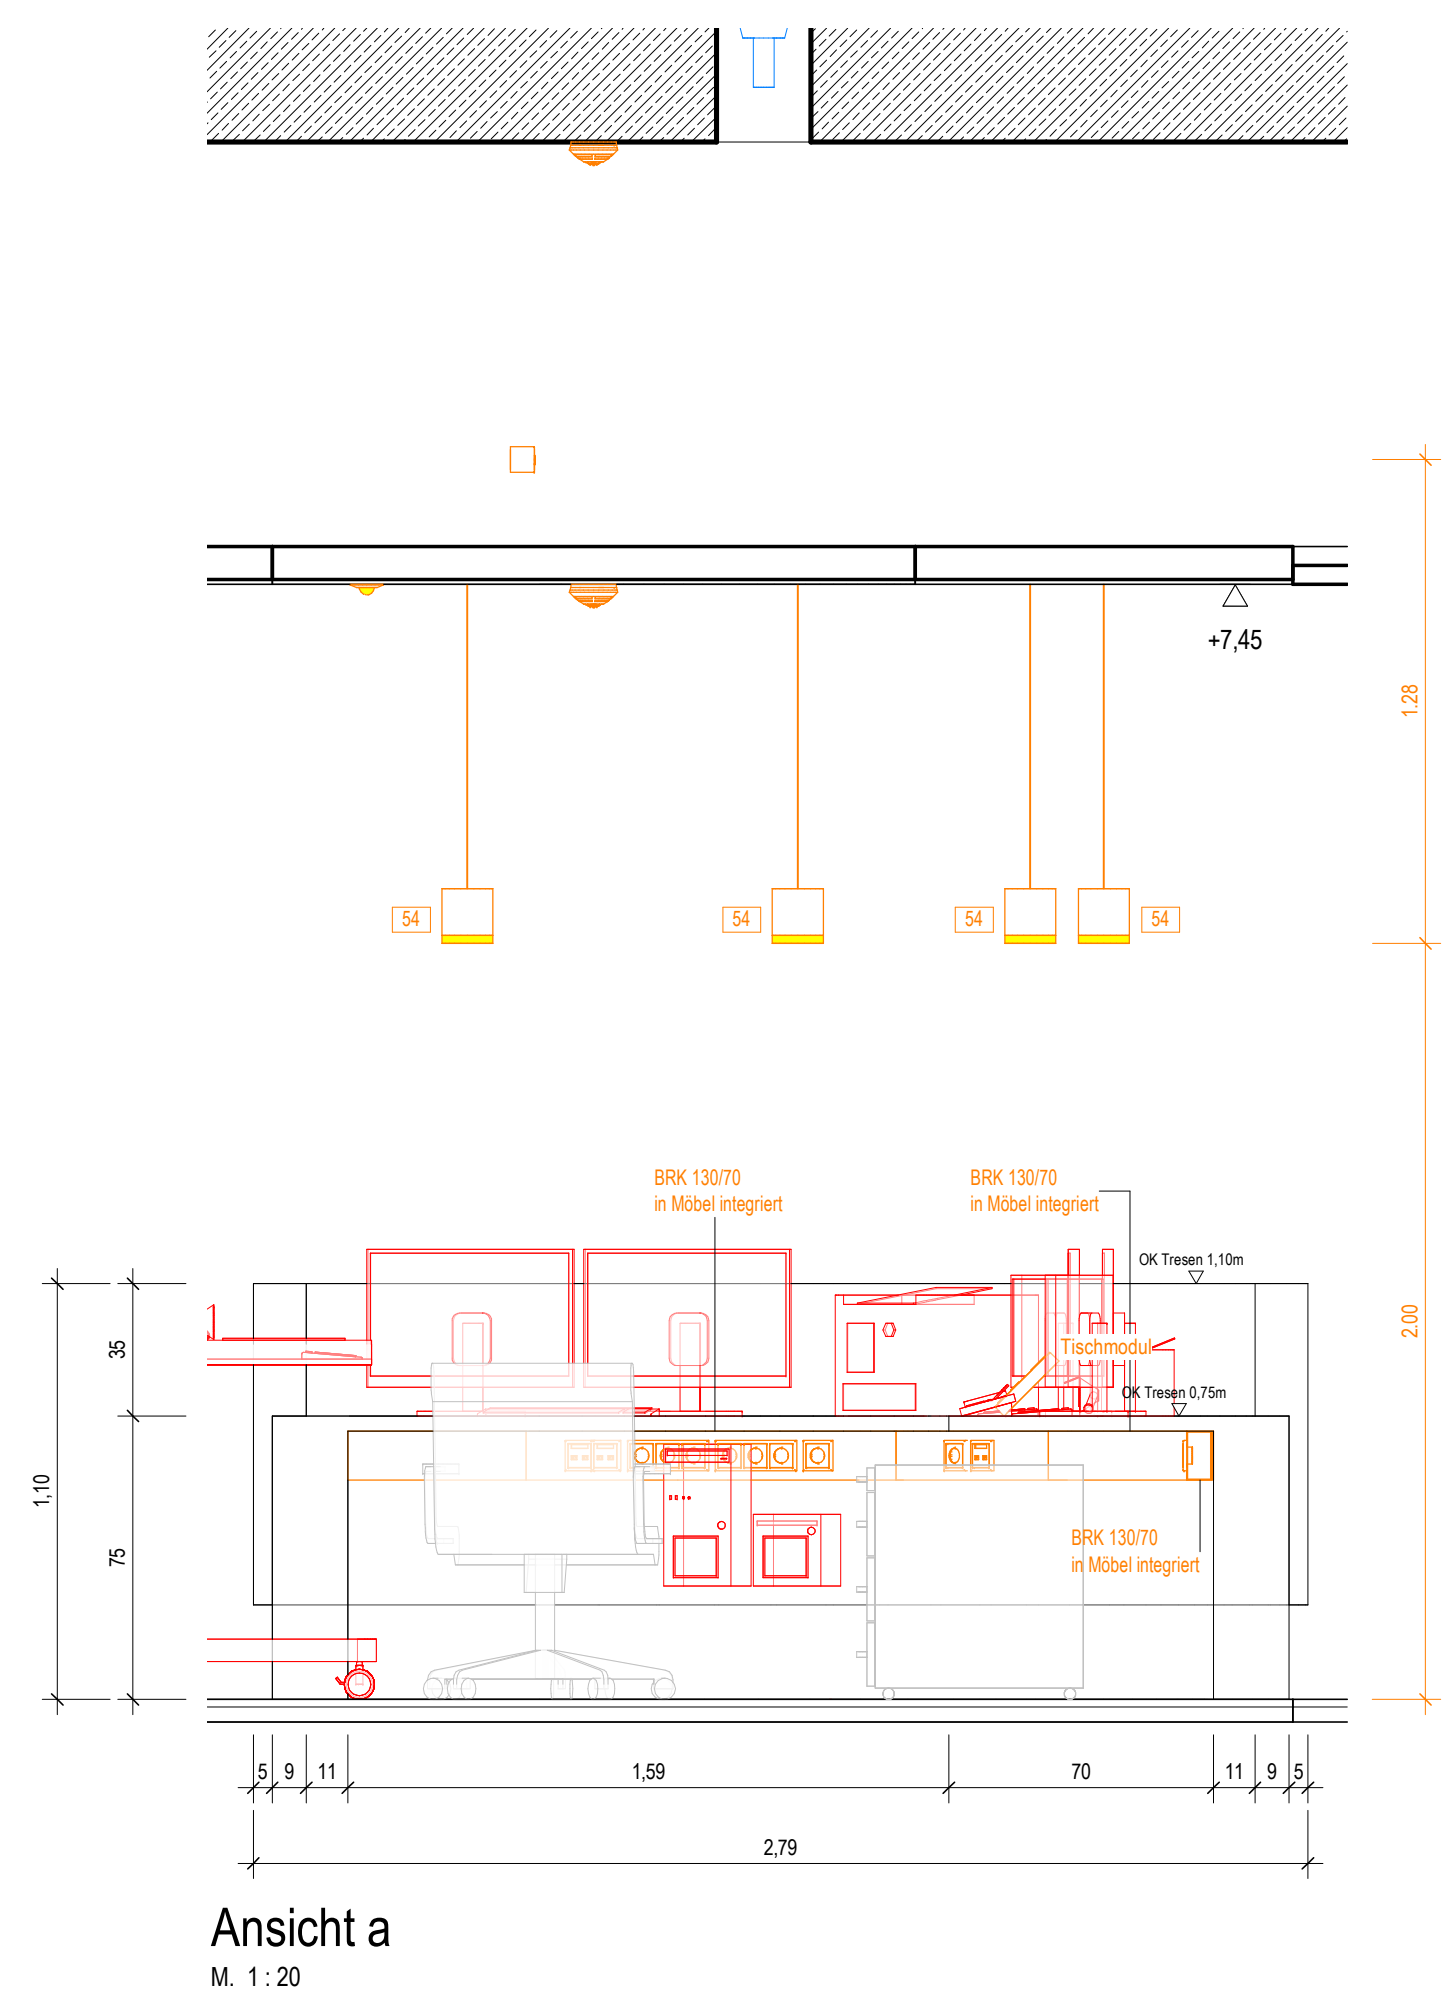 +7,45
1.28
54
54
54
54
BRK 130/70
in Möbel integriert
BRK 130/70
in Möbel integriert
OK Tresen 1,10m
2.00
35
Tischmodul
OK Tresen 0,75m
1,10
75
BRK 130/70
in Möbel integriert
5 9 11 1,59 70 11 9 5
2,79
Ansicht a
M. 1 : 20